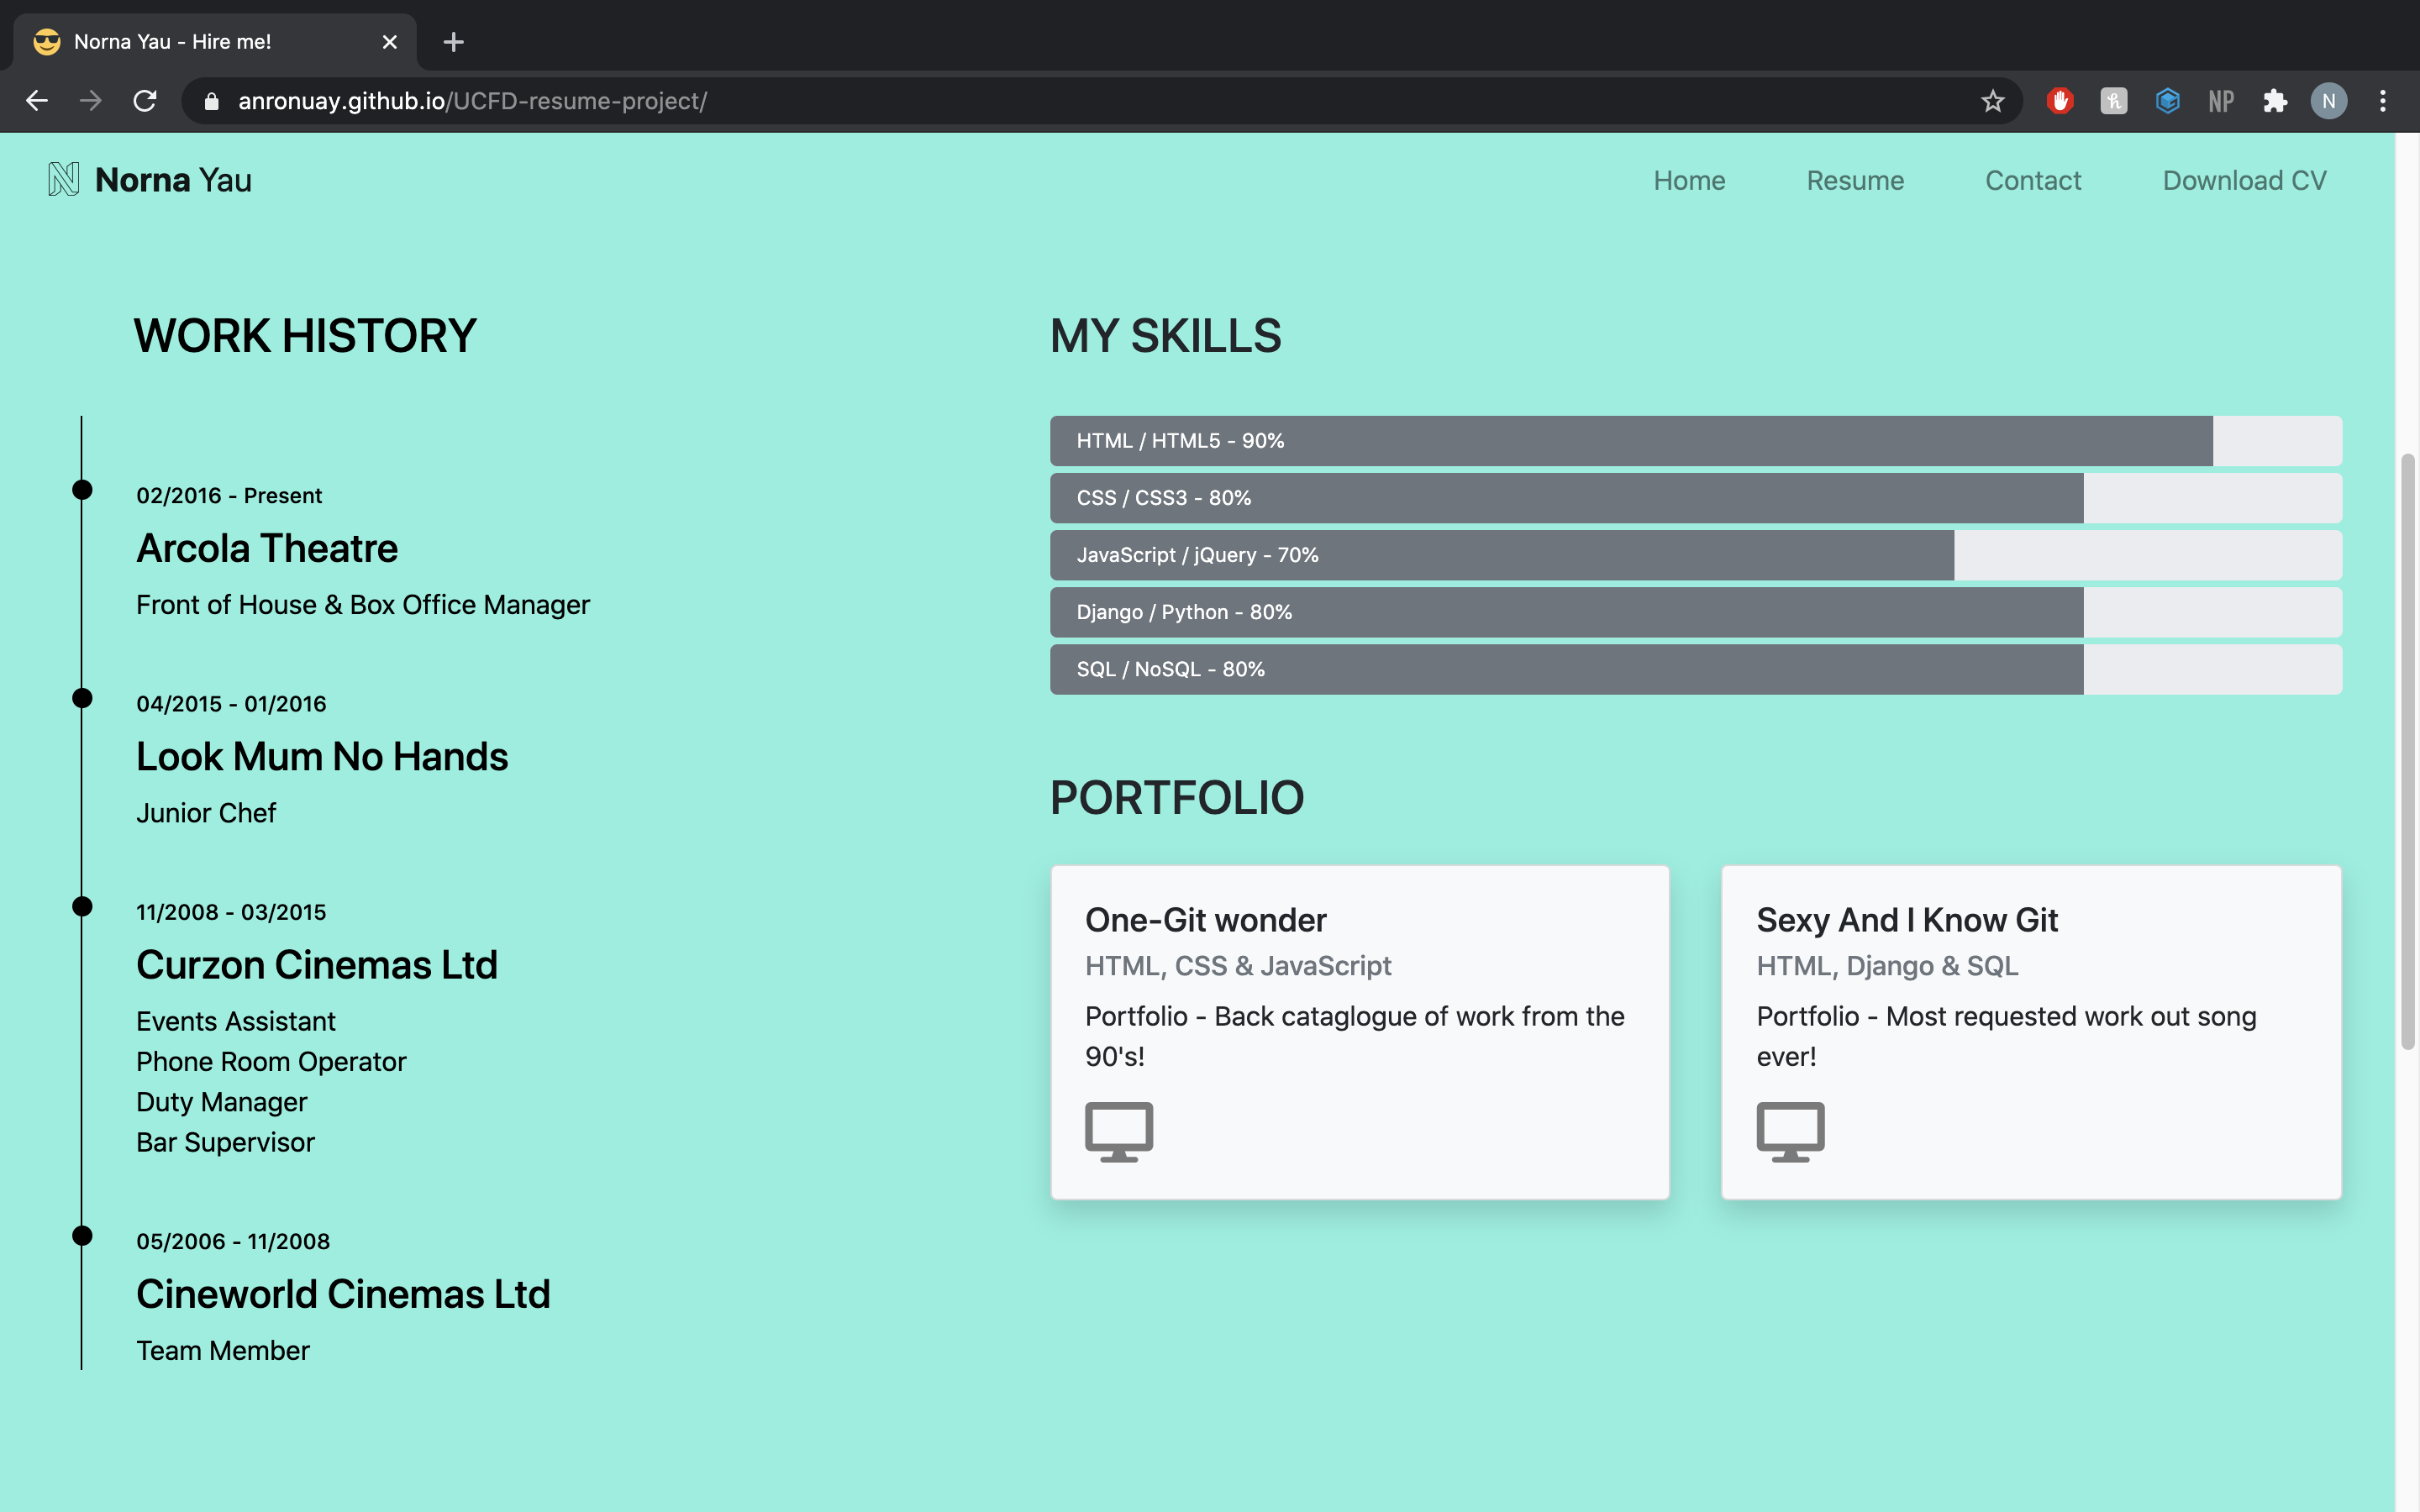 Norna Yau - Hire me!
anronuay.github.io/UCFD-resume-project/
NP
N
Norna Yau
Home
Resume
Contact
Download CV
WORK HISTORY
02/2016 - Present
Arcola Theatre
Front of House & Box Office Manager
04/2015 - 01/2016
Look Mum No Hands
Junior Chef
11/2008 - 03/2015
Curzon Cinemas Ltd
Events Assistant
Phone Room Operator
Duty Manager
Bar Supervisor
05/2006 - 11/2008
Cineworld Cinemas Ltd
Team Member
MY SKILLS
HTML / HTML5 - 90%
CSS / CSS3 - 80%
JavaScript / jQuery - 70%
Django / Python - 80%
SQL / NoSQL - 80%
PORTFOLIO
One-Git wonder
HTML, CSS & JavaScript
Portfolio - Back cataglogue of work from the
90's!
Sexy And I Know Git
HTML, Django & SQL
Portfolio - Most requested work out song
ever!